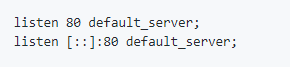 listen 80 default_server;
listen [::]:80 default_server;